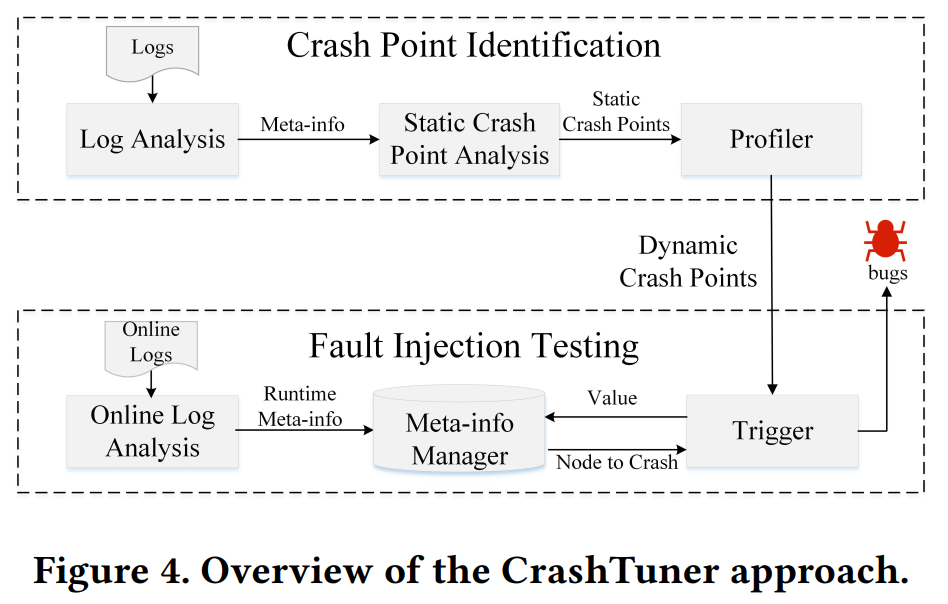 Crash Point Identification
Logs
Log Analysis
Meta-info
Static Crash
Point Analysis
Static
Crash Points
Profiler
Dynamic
Crash Points
bugs
Fault Injection Testing
Online
Logs
Online Log
Analysis
Runtime
Meta-info
Meta-info
Manager
Value
Node to Crash
Trigger
Figure 4. Overview of the CrashTuner approach.